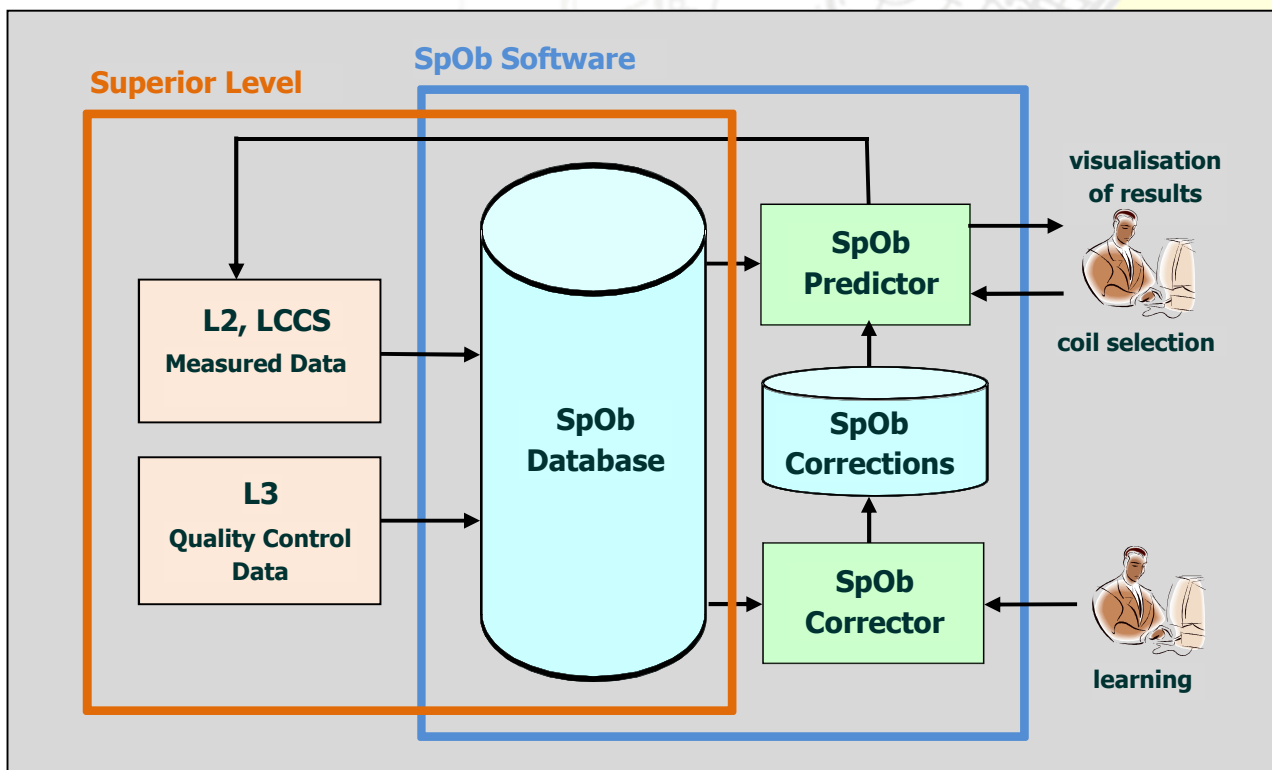 SpOb Software
Superior Level
L2, LCCS
Measured Data
L3
Quality Control
Data
SpOb
Database
SpOb
Predictor
SpOb
Corrections
SpOb
Corrector
visualisation
of results
coil selection
learning